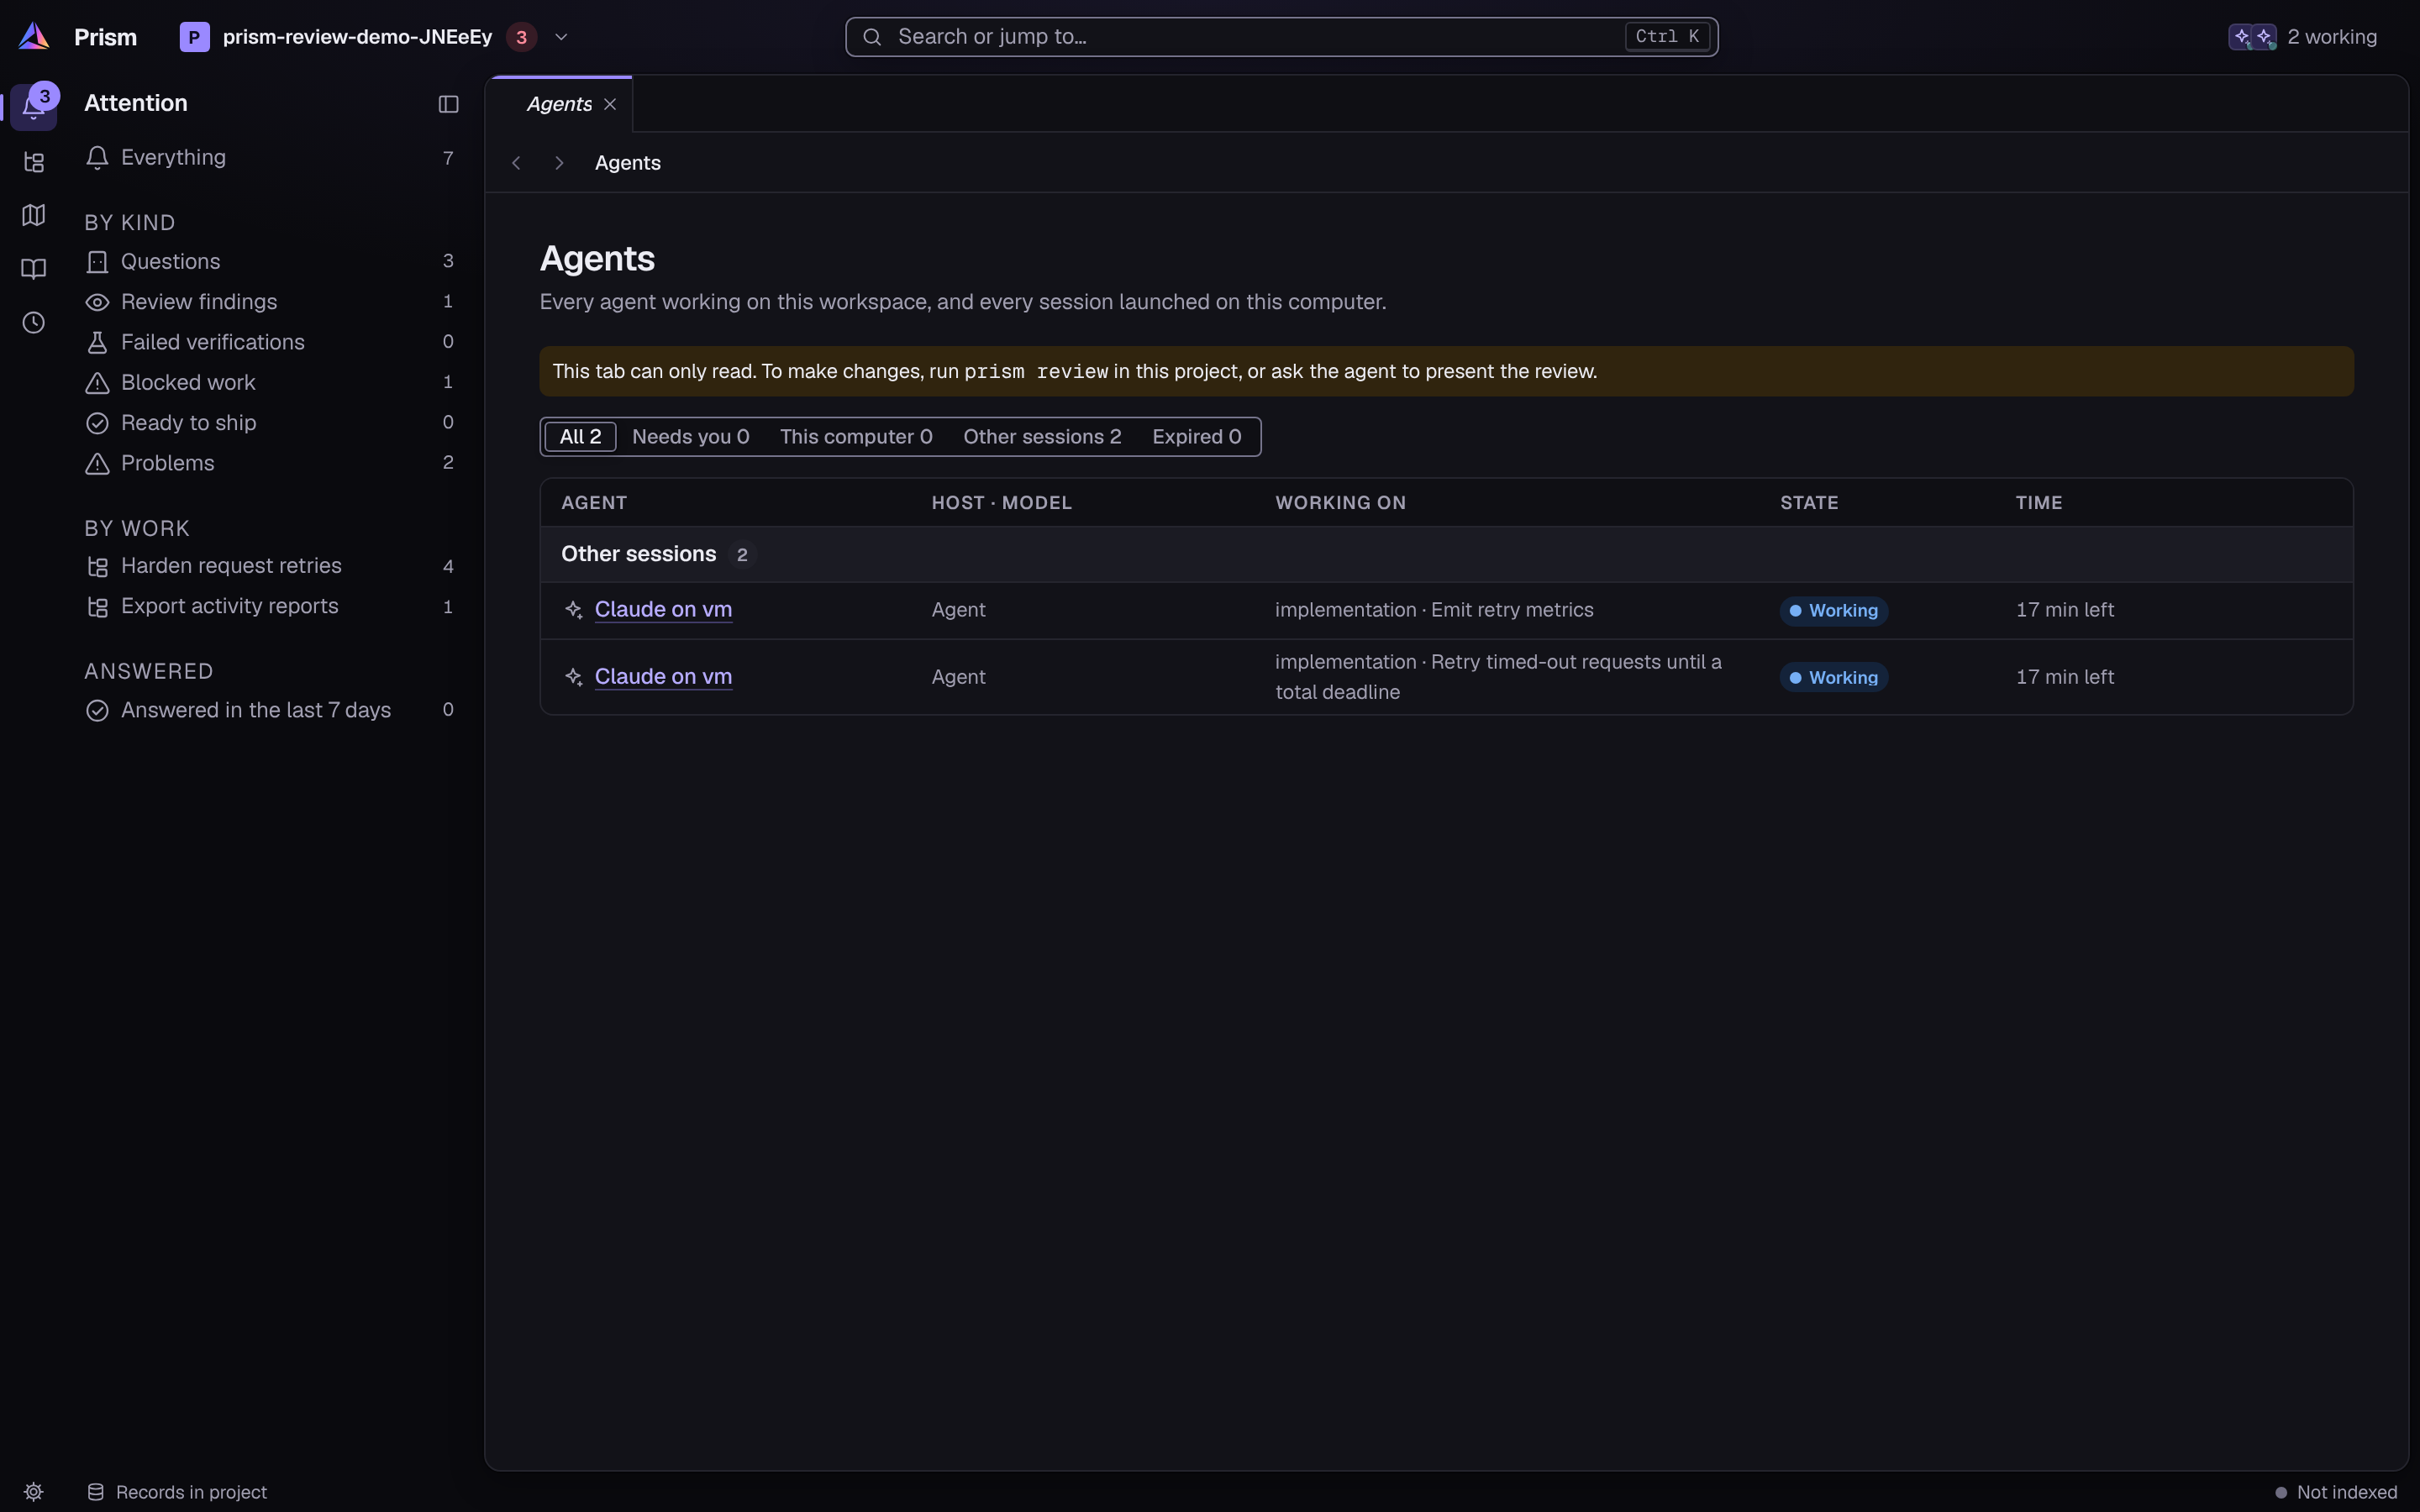 Prism
P prism-review-demo-JNEeEy 3
Search or jump to... Ctrl K
2 working
3
Attention
Everything 7
BY KIND
Questions 3
Review findings 1
Failed verifications 0
Blocked work 1
Ready to ship 0
Problems 2
BY WORK
Harden request retries 4
Export activity reports 1
ANSWERED
Answered in the last 7 days 0
Records in project
Agents
Agents
Agents
Every agent working on this workspace, and every session launched on this computer.
This tab can only read. To make changes, run prism review in this project, or ask the agent to present the review.
All 2 Needs you 0 This computer 0 Other sessions 2 Expired 0
AGENT HOST · MODEL WORKING ON STATE TIME
Other sessions 2
Claude on vm Agent implementation · Emit retry metrics Working 17 min left
Claude on vm Agent implementation · Retry timed-out requests until a Working 17 min left
total deadline
Not indexed